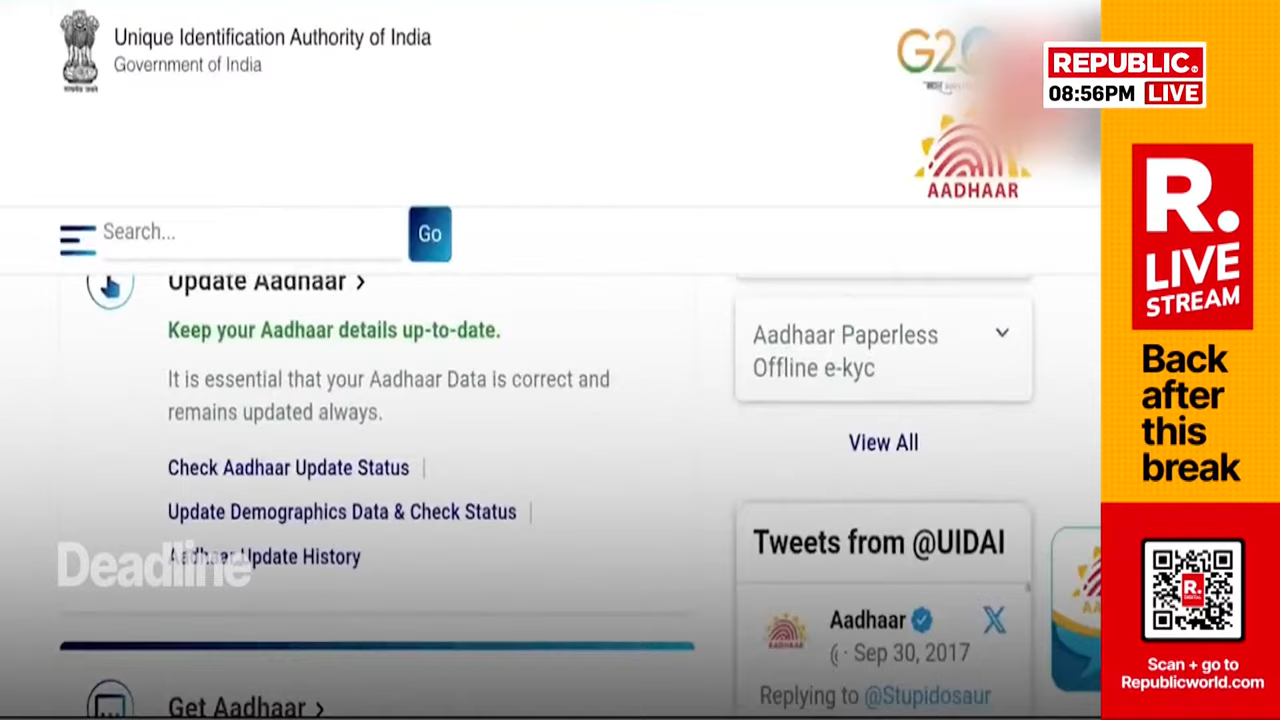 Unique Identification Authority of India
Government of India
G20
AADHAAR
REPUBLIC.
08:56PM LIVE
Search...
Go
Update Aadhaar >
Keep your Aadhaar details up-to-date.
It is essential that your Aadhaar Data is correct and
remains updated always.
Check Aadhaar Update Status
Update Demographics Data & Check Status
Aadhaar Update History
Deadline
Get Aadhaar >
Aadhaar Paperless
Offline e-kyc
View All
Tweets from @UIDAI
Aadhaar
AADHAAR
· Sep 30, 2017
Replying to @Stupidosaur
R.
LIVE
STREAM
Back
after
this
break
R.
DIGITAL
Scan + go to
Republicworld.com